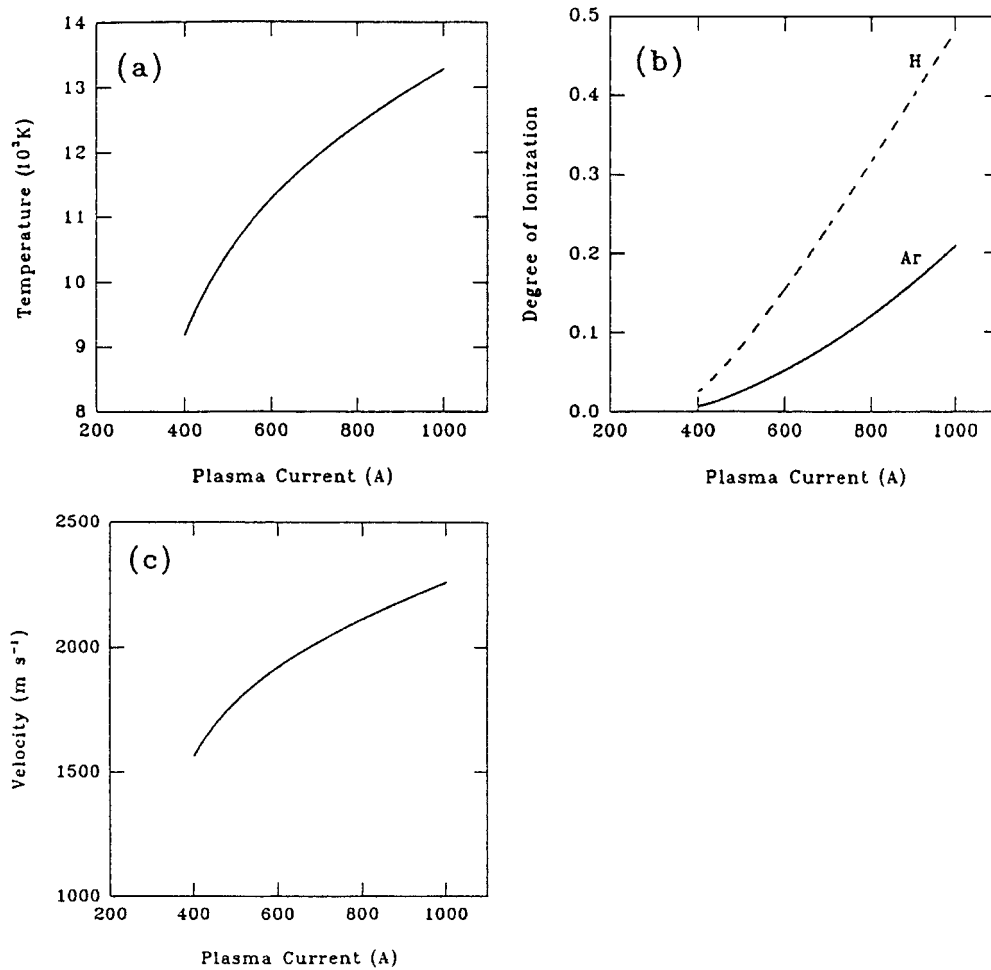 (a)
Temperature (10³K)
14
13
12
11
10
9
8
200 400 600 800 1000
Plasma Current (A)
(b)
Degree of Ionization
0.5
0.4
0.3
0.2
0.1
0.0
H
Ar
200 400 600 800 1000
Plasma Current (A)
(c)
Velocity (m s⁻¹)
2500
2000
1500
1000
200 400 600 800 1000
Plasma Current (A)